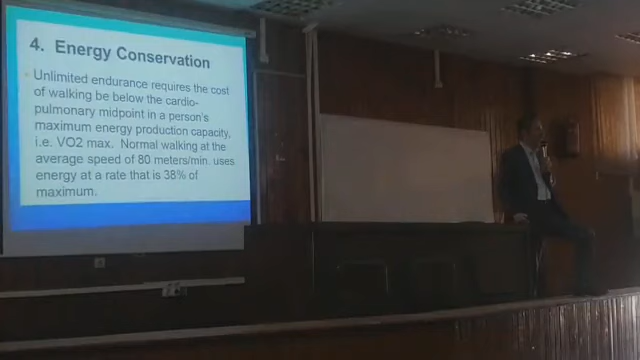 4. Energy Conservation
Unlimited endurance requires the cost
of walking be below the cardio-
pulmonary midpoint in a person's
maximum energy production capacity,
i.e. VO2 max. Normal walking at the
average speed of 80 meters/min. uses
energy at a rate that is 38% of
maximum.